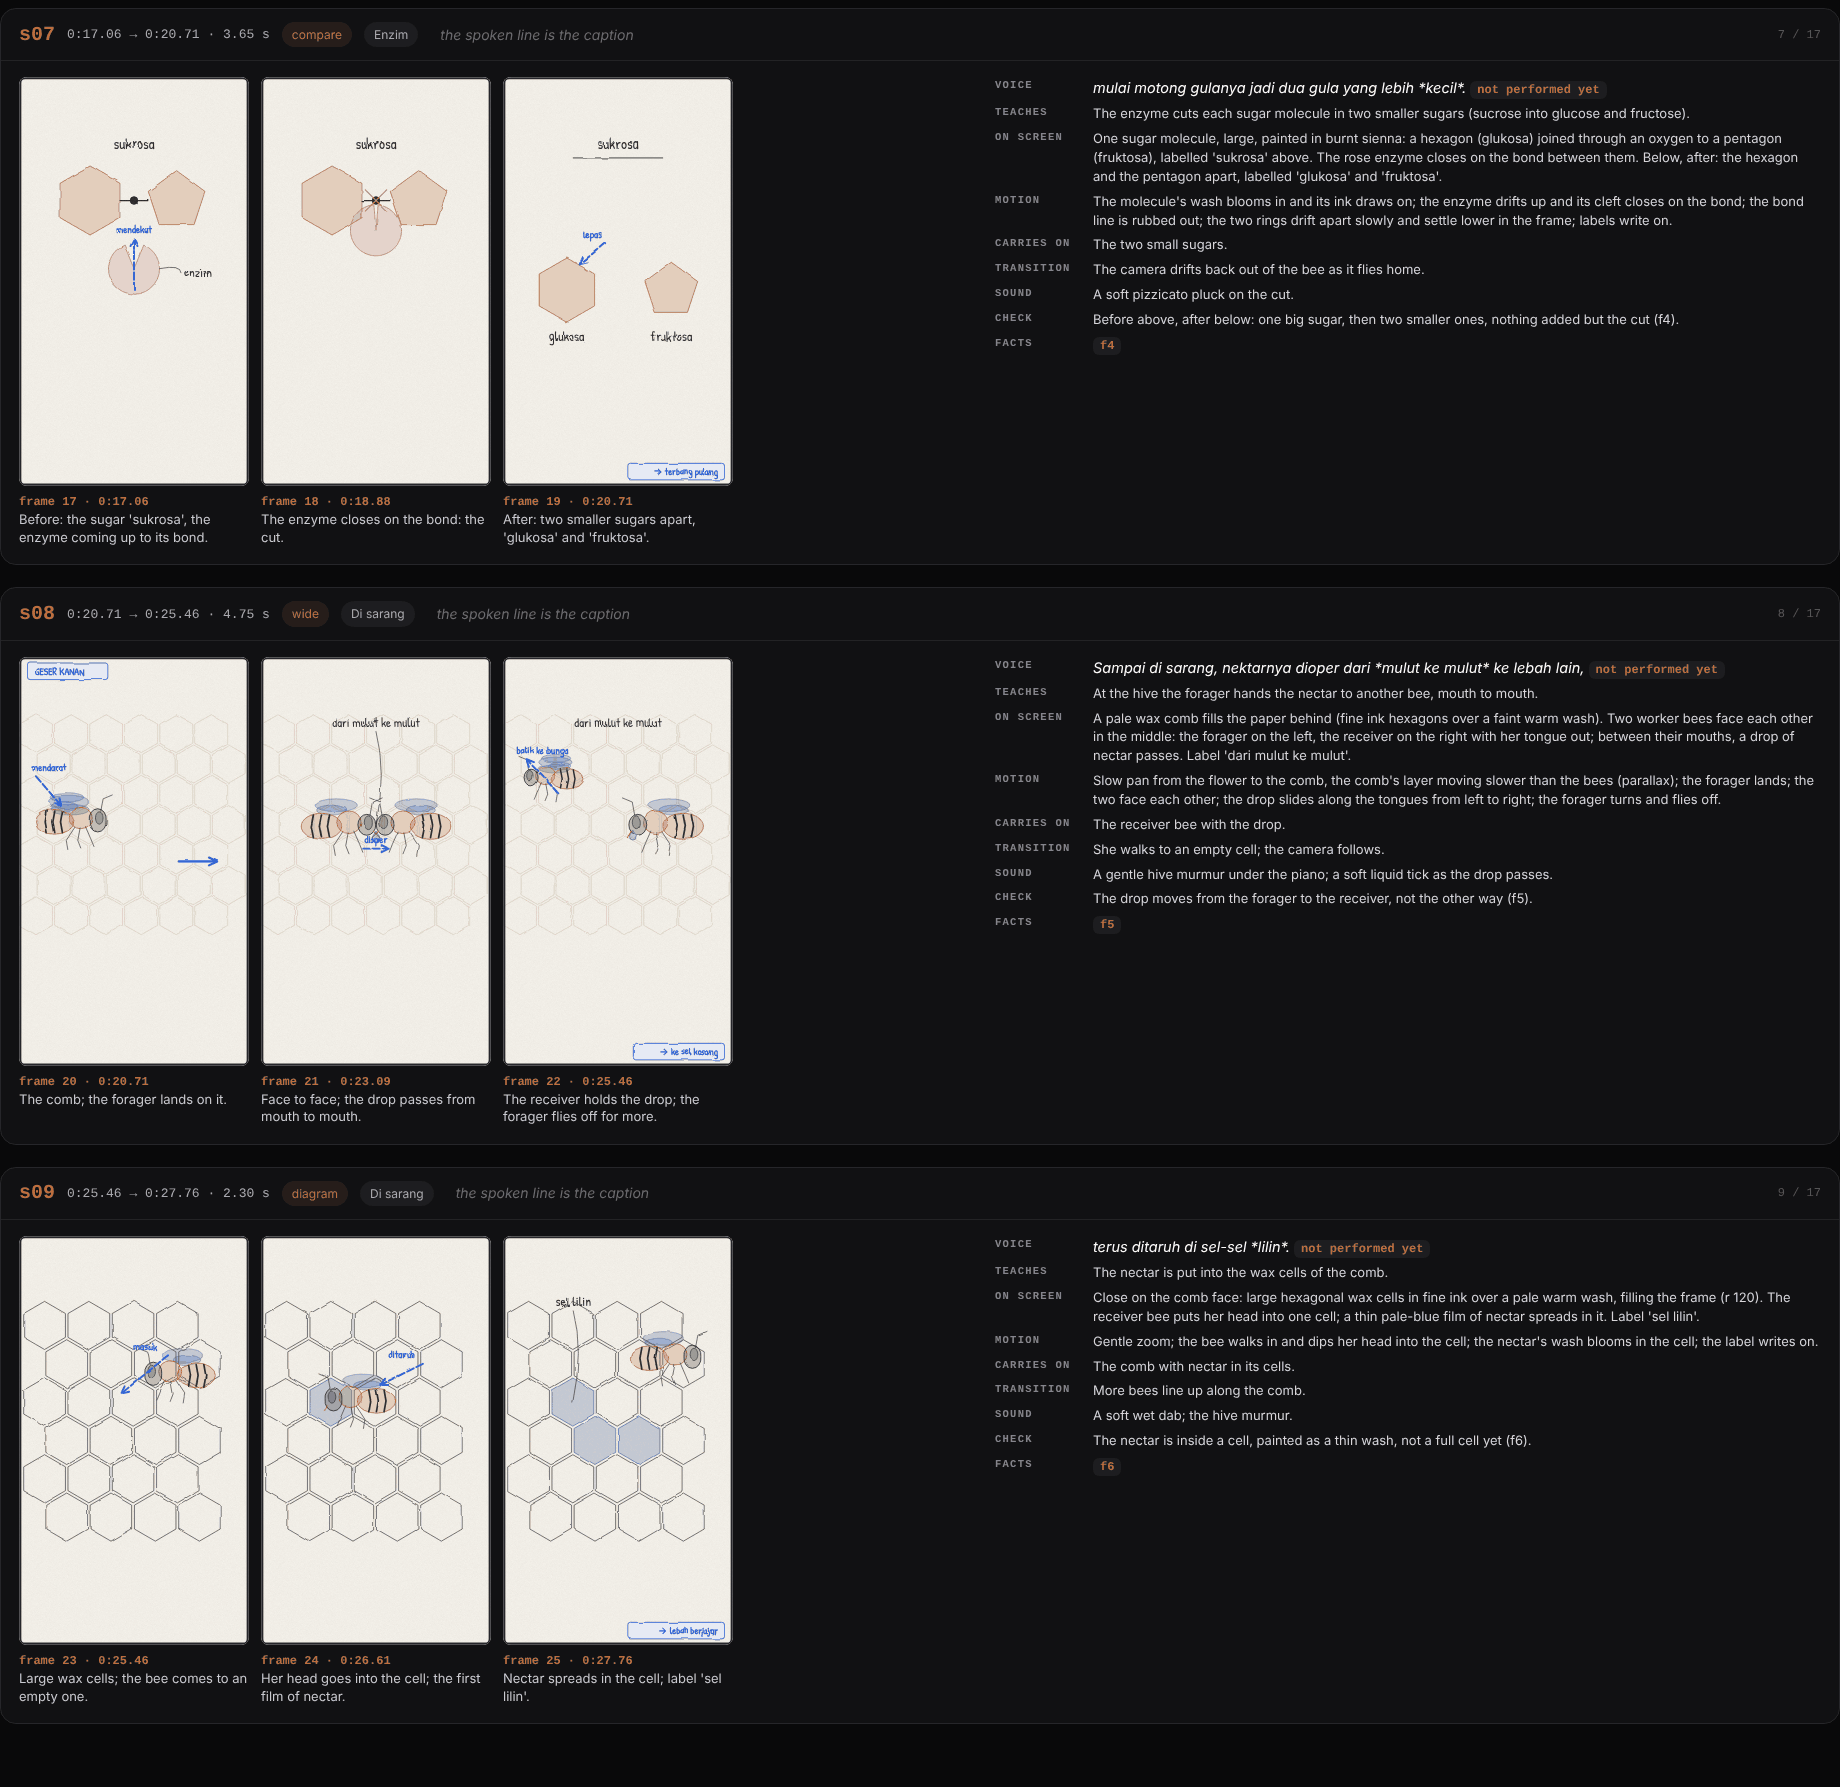 s07 0:17.06 → 0:20.71 · 3.65 s compare Enzim the spoken line is the caption 7 / 17
sukrosa
mendekat
enzim
frame 17 · 0:17.06
Before: the sugar 'sukrosa', the
enzyme coming up to its bond.
sukrosa
frame 18 · 0:18.88
The enzyme closes on the bond: the
cut.
sukrosa
lepas
glukosa fruktosa
→ terbang pulang
frame 19 · 0:20.71
After: two smaller sugars apart,
'glukosa' and 'fruktosa'.
VOICE mulai motong gulanya jadi dua gula yang lebih *kecil*. not performed yet
TEACHES The enzyme cuts each sugar molecule in two smaller sugars (sucrose into glucose and fructose).
ON SCREEN One sugar molecule, large, painted in burnt sienna: a hexagon (glukosa) joined through an oxygen to a pentagon
(fruktosa), labelled 'sukrosa' above. The rose enzyme closes on the bond between them. Below, after: the hexagon
and the pentagon apart, labelled 'glukosa' and 'fruktosa'.
MOTION The molecule's wash blooms in and its ink draws on; the enzyme drifts up and its cleft closes on the bond; the bond
line is rubbed out; the two rings drift apart slowly and settle lower in the frame; labels write on.
CARRIES ON The two small sugars.
TRANSITION The camera drifts back out of the bee as it flies home.
SOUND A soft pizzicato pluck on the cut.
CHECK Before above, after below: one big sugar, then two smaller ones, nothing added but the cut (f4).
FACTS f4
s08 0:20.71 → 0:25.46 · 4.75 s wide Di sarang the spoken line is the caption 8 / 17
GESER KANAN
mendarat
frame 20 · 0:20.71
The comb; the forager lands on it.
dari mulut ke mulut
dioper
frame 21 · 0:23.09
Face to face; the drop passes from
mouth to mouth.
dari mulut ke mulut
balik ke bunga
→ ke sel kosong
frame 22 · 0:25.46
The receiver holds the drop; the
forager flies off for more.
VOICE Sampai di sarang, nektarnya dioper dari *mulut ke mulut* ke lebah lain, not performed yet
TEACHES At the hive the forager hands the nectar to another bee, mouth to mouth.
ON SCREEN A pale wax comb fills the paper behind (fine ink hexagons over a faint warm wash). Two worker bees face each other
in the middle: the forager on the left, the receiver on the right with her tongue out; between their mouths, a drop of
nectar passes. Label 'dari mulut ke mulut'.
MOTION Slow pan from the flower to the comb, the comb's layer moving slower than the bees (parallax); the forager lands; the
two face each other; the drop slides along the tongues from left to right; the forager turns and flies off.
CARRIES ON The receiver bee with the drop.
TRANSITION She walks to an empty cell; the camera follows.
SOUND A gentle hive murmur under the piano; a soft liquid tick as the drop passes.
CHECK The drop moves from the forager to the receiver, not the other way (f5).
FACTS f5
s09 0:25.46 → 0:27.76 · 2.30 s diagram Di sarang the spoken line is the caption 9 / 17
masuk
frame 23 · 0:25.46
Large wax cells; the bee comes to an
empty one.
ditaruh
frame 24 · 0:26.61
Her head goes into the cell; the first
film of nectar.
sel lilin
→ lebah berjajar
frame 25 · 0:27.76
Nectar spreads in the cell; label 'sel
lilin'.
VOICE terus ditaruh di sel-sel *lilin*. not performed yet
TEACHES The nectar is put into the wax cells of the comb.
ON SCREEN Close on the comb face: large hexagonal wax cells in fine ink over a pale warm wash, filling the frame (r 120). The
receiver bee puts her head into one cell; a thin pale-blue film of nectar spreads in it. Label 'sel lilin'.
MOTION Gentle zoom; the bee walks in and dips her head into the cell; the nectar's wash blooms in the cell; the label writes on.
CARRIES ON The comb with nectar in its cells.
TRANSITION More bees line up along the comb.
SOUND A soft wet dab; the hive murmur.
CHECK The nectar is inside a cell, painted as a thin wash, not a full cell yet (f6).
FACTS f6